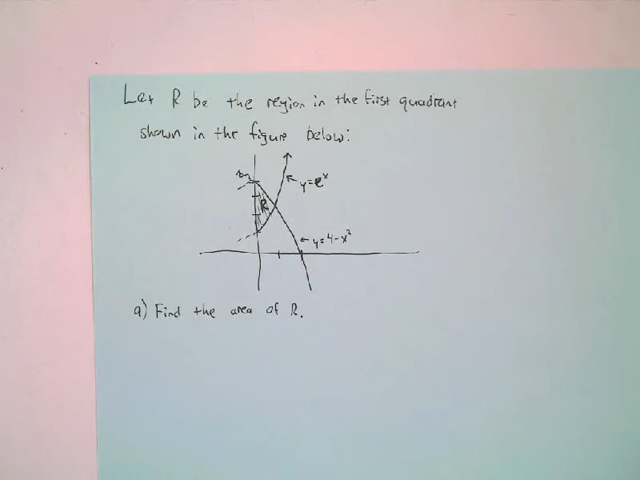 Let R be the region in the first quadrant
shown in the figure below:
y=e^x
R
y=4-x²
a) Find the area of R.